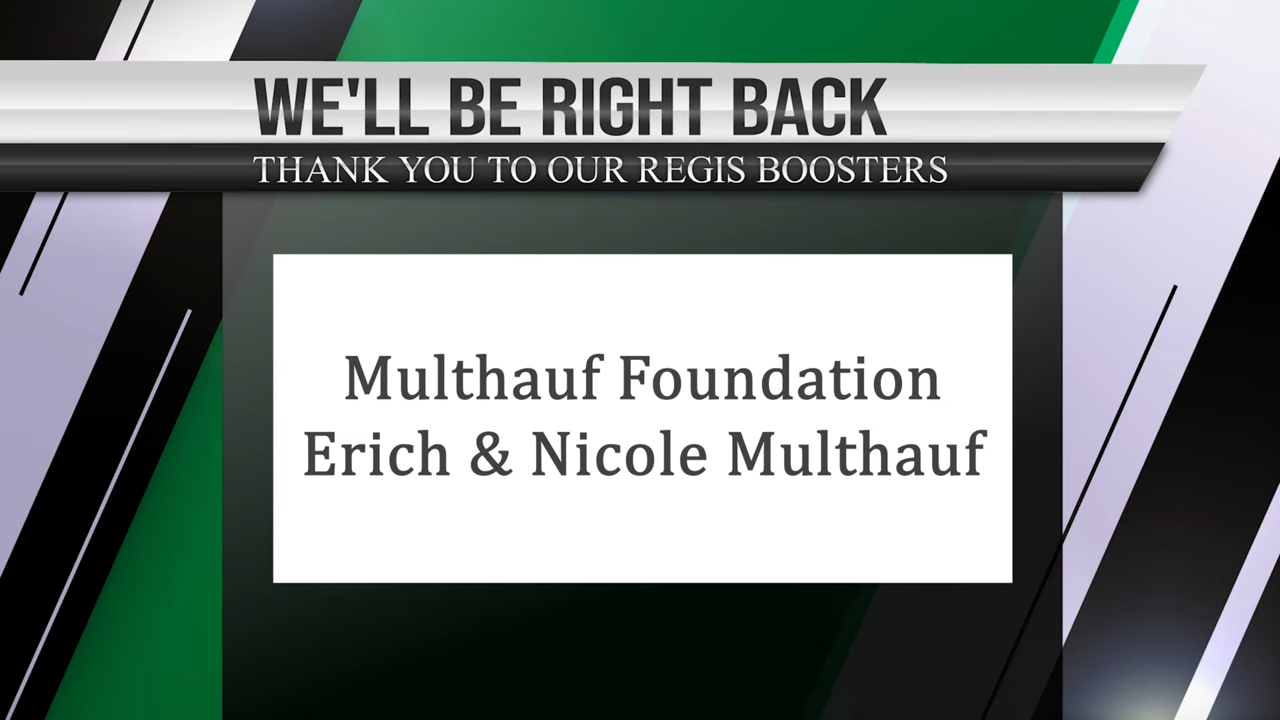 WE'LL BE RIGHT BACK
THANK YOU TO OUR REGIS BOOSTERS
Multhauf Foundation
Erich & Nicole Multhauf